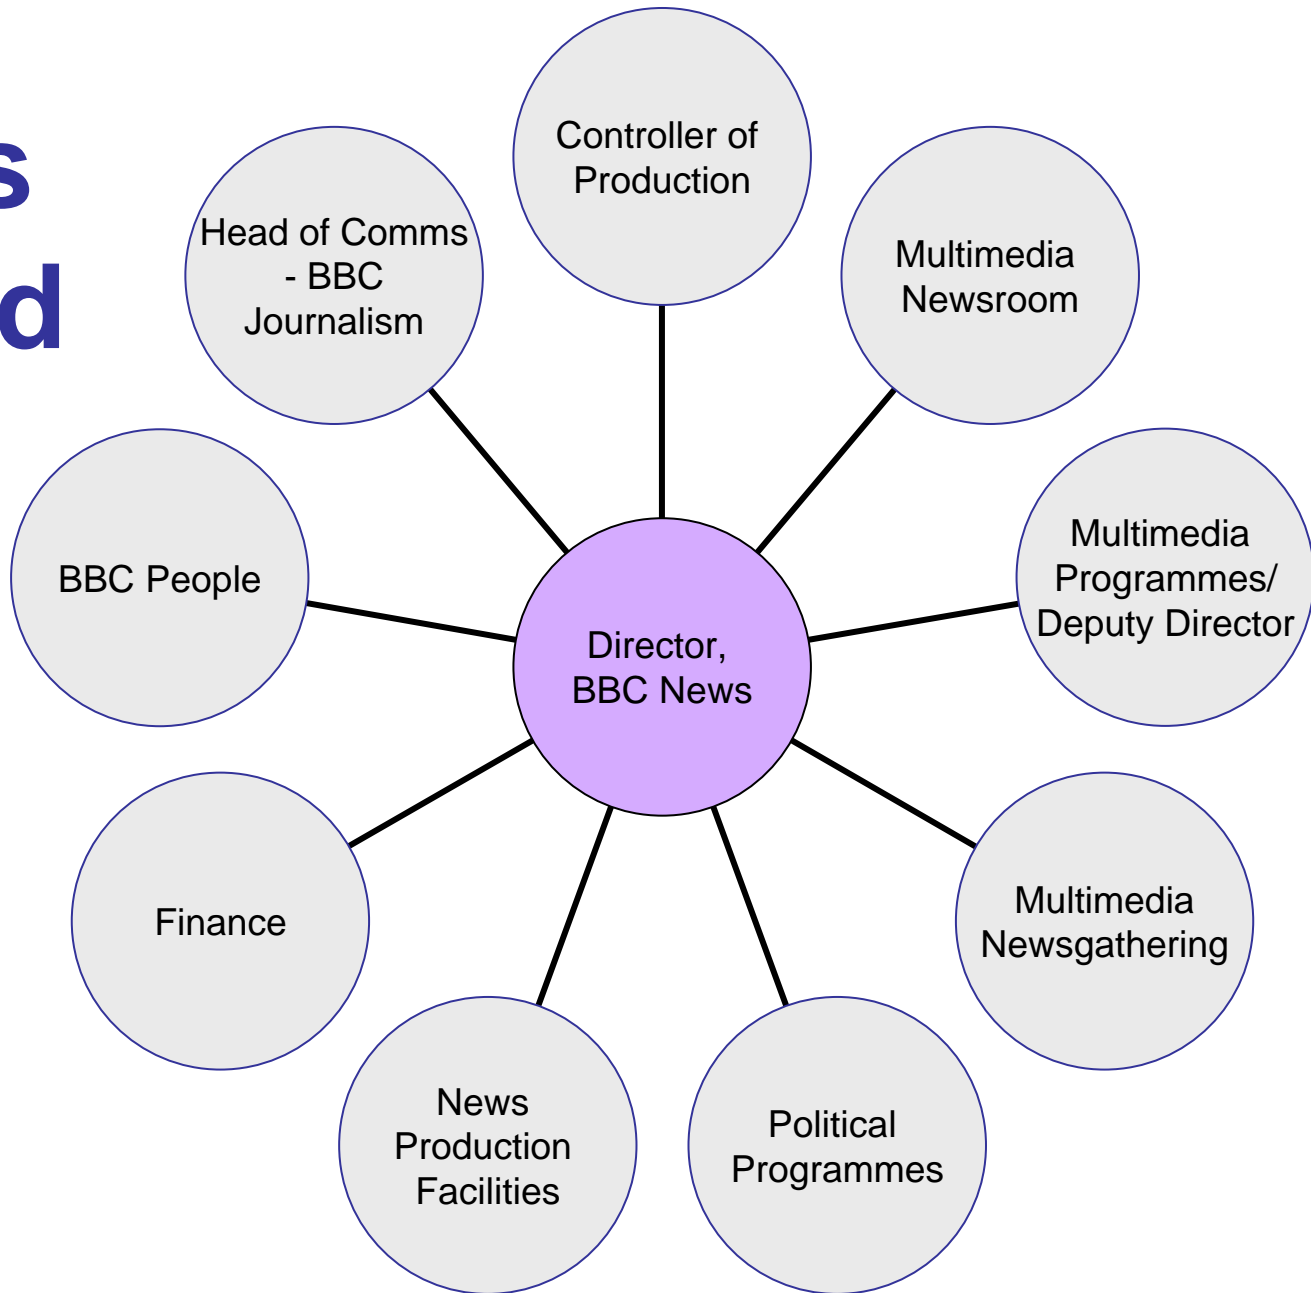 s
d
Controller of
Production
Head of Comms
- BBC
Journalism
Multimedia
Newsroom
BBC People
Multimedia
Programmes/
Deputy Director
Director,
BBC News
Finance
Multimedia
Newsgathering
News
Production
Facilities
Political
Programmes